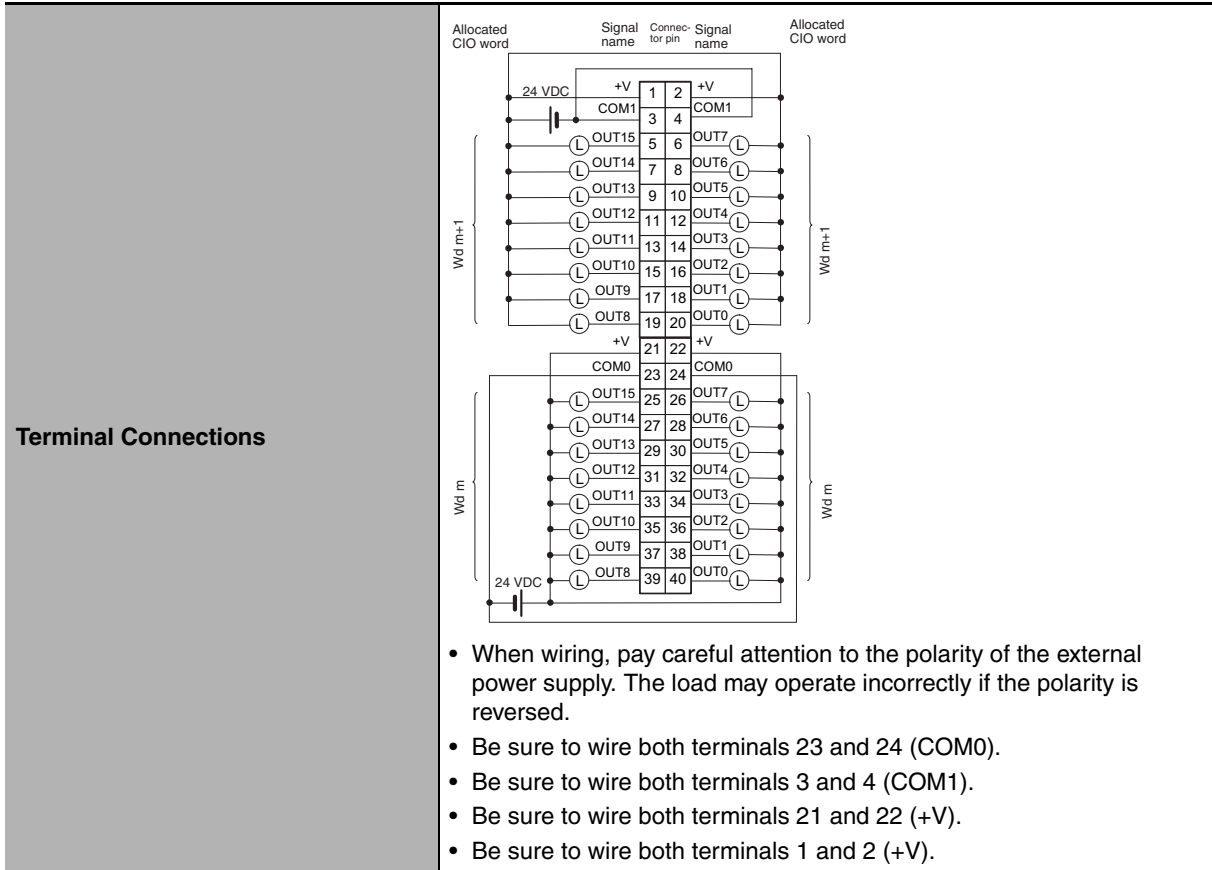 Terminal Connections
Allocated CIO word
Signal name
Connec-tor pin
Signal name
Allocated CIO word
24 VDC
+V 1 2 +V
COM1 3 4 COM1
OUT15 5 6 OUT7
OUT14 7 8 OUT6
OUT13 9 10 OUT5
OUT12 11 12 OUT4
OUT11 13 14 OUT3
OUT10 15 16 OUT2
OUT9 17 18 OUT1
OUT8 19 20 OUT0
Wd m+1
Wd m+1
+V 21 22 +V
COM0 23 24 COM0
OUT15 25 26 OUT7
OUT14 27 28 OUT6
OUT13 29 30 OUT5
OUT12 31 32 OUT4
OUT11 33 34 OUT3
OUT10 35 36 OUT2
OUT9 37 38 OUT1
OUT8 39 40 OUT0
Wd m
Wd m
24 VDC
L L L L L L L L L L L L L L L L
L L L L L L L L L L L L L L L L
• When wiring, pay careful attention to the polarity of the external
power supply. The load may operate incorrectly if the polarity is
reversed.
• Be sure to wire both terminals 23 and 24 (COM0).
• Be sure to wire both terminals 3 and 4 (COM1).
• Be sure to wire both terminals 21 and 22 (+V).
• Be sure to wire both terminals 1 and 2 (+V).